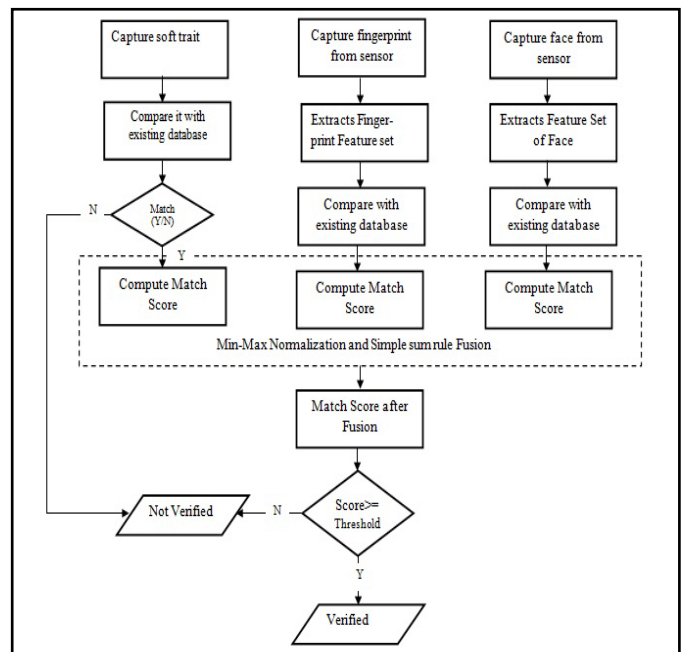 Capture soft trait
Compare it with
existing database
Match
(Y/N)
N
Y
Compute Match
Score
Capture fingerprint
from sensor
Extracts Finger-
print Feature set
Compare with
existing database
Compute Match
Score
Capture face from
sensor
Extracts Feature Set
of Face
Compare with
existing database
Compute Match
Score
Min-Max Normalization and Simple sum rule Fusion
Match Score after
Fusion
Score>=
Threshold
N
Not Verified
Y
Verified